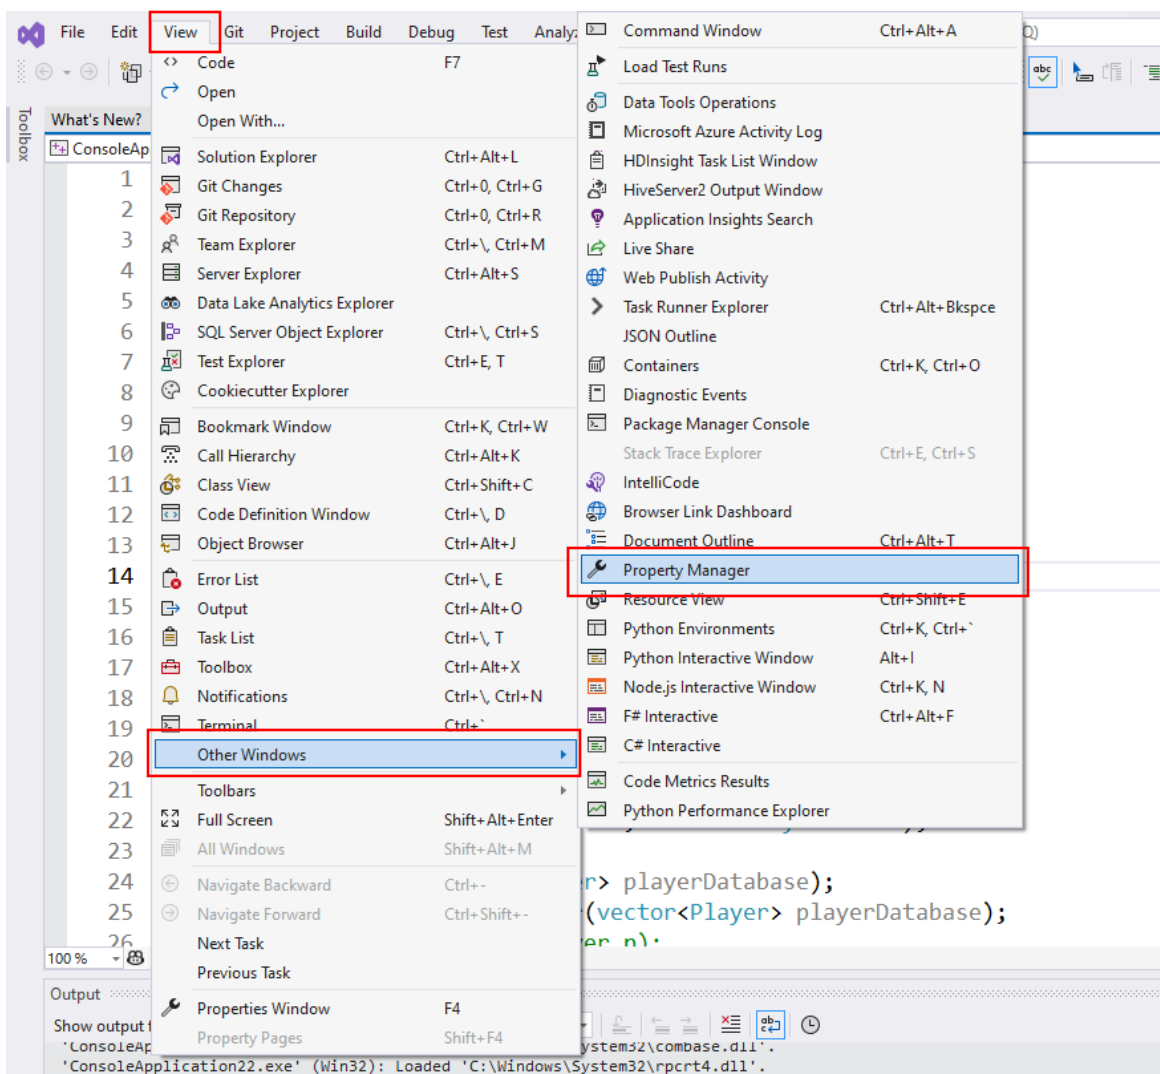 File Edit View Git Project Build Debug Test Analyz
Toolbox
What's New?
ConsoleAp
Code F7
Open
Open With...
Solution Explorer Ctrl+Alt+L
Git Changes Ctrl+0, Ctrl+G
Git Repository Ctrl+0, Ctrl+R
Team Explorer Ctrl+\, Ctrl+M
Server Explorer Ctrl+Alt+S
Data Lake Analytics Explorer
SQL Server Object Explorer Ctrl+\, Ctrl+S
Test Explorer Ctrl+E, T
Cookiecutter Explorer
Bookmark Window Ctrl+K, Ctrl+W
Call Hierarchy Ctrl+Alt+K
Class View Ctrl+Shift+C
Code Definition Window Ctrl+\, D
Object Browser Ctrl+Alt+J
Error List Ctrl+\, E
Output Ctrl+Alt+O
Task List Ctrl+\, T
Toolbox Ctrl+Alt+X
Notifications Ctrl+\, Ctrl+N
Terminal Ctrl+`
Other Windows
Toolbars
Full Screen Shift+Alt+Enter
All Windows Shift+Alt+M
Navigate Backward Ctrl+-
Navigate Forward Ctrl+Shift+-
Next Task
Previous Task
Properties Window F4
Property Pages Shift+F4
Command Window Ctrl+Alt+A
Load Test Runs
Data Tools Operations
Microsoft Azure Activity Log
HDInsight Task List Window
HiveServer2 Output Window
Application Insights Search
Live Share
Web Publish Activity
Task Runner Explorer Ctrl+Alt+Bkspce
JSON Outline
Containers Ctrl+K, Ctrl+O
Diagnostic Events
Package Manager Console
Stack Trace Explorer Ctrl+E, Ctrl+S
IntelliCode
Browser Link Dashboard
Document Outline Ctrl+Alt+T
Property Manager
Resource View Ctrl+Shift+E
Python Environments Ctrl+K, Ctrl+`
Python Interactive Window Alt+I
Node.js Interactive Window Ctrl+K, N
F# Interactive Ctrl+Alt+F
C# Interactive
Code Metrics Results
Python Performance Explorer
Q)
abc
1
2
3
4
5
6
7
8
9
10
11
12
13
14
15
16
17
18
19
20
21
22
23
24 r> playerDatabase);
25 (vector<Player> playerDatabase);
26 er p);
100 %
Output
Show output f
'ConsoleAp ystem32\combase.dll'.
'ConsoleApplication22.exe' (Win32): Loaded 'C:\Windows\System32\rpcrt4.dll'.